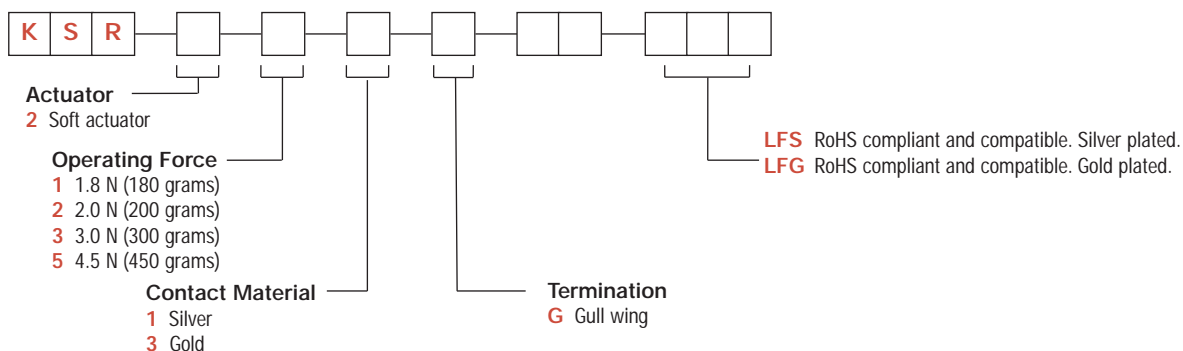 K S R
Actuator
2 Soft actuator
Operating Force
1 1.8 N (180 grams)
2 2.0 N (200 grams)
3 3.0 N (300 grams)
5 4.5 N (450 grams)
Contact Material
1 Silver
3 Gold
Termination
G Gull wing
LFS RoHS compliant and compatible. Silver plated.
LFG RoHS compliant and compatible. Gold plated.